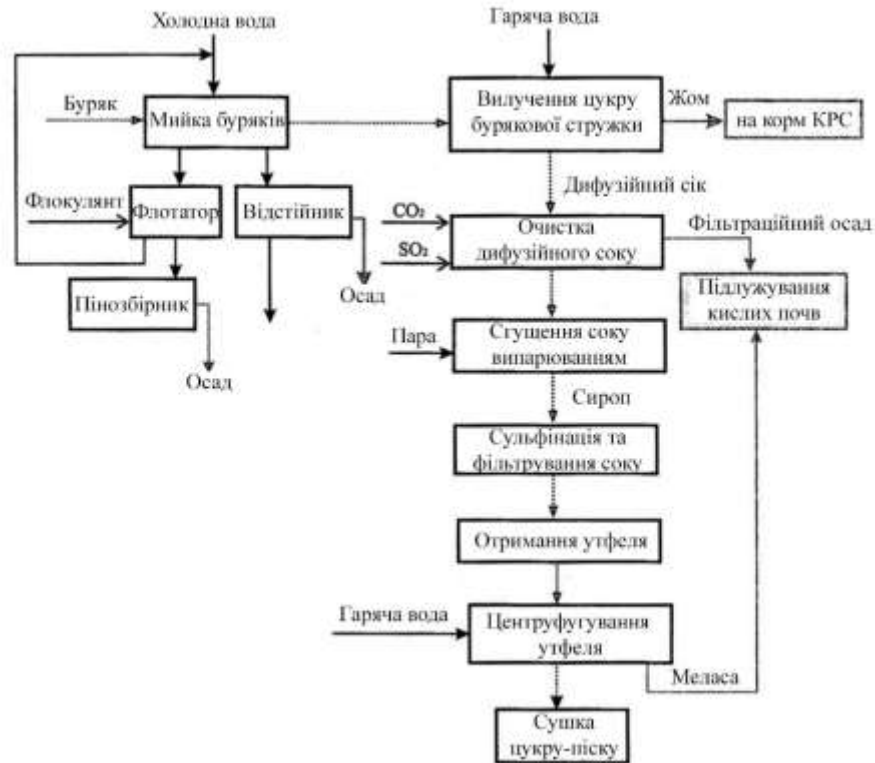 Холодна вода
Гаряча вода
Буряк
Мийка буряків
Вилучення цукру
бурякової стружки
Жом
на корм КРС
Дифузійний сік
Флокулянт
Флотатор
Відстійник
CO₂
SO₂
Очистка
дифузійного соку
Фільтраційний осад
Пінозбірник
Осад
Підлужування
кислих почв
Осад
Пара
Сгущення соку
випарюванням
Сироп
Сульфінація та
фільтрування соку
Отримання утфеля
Гаряча вода
Центруфугування
утфеля
Меласа
Сушка
цукру-піску